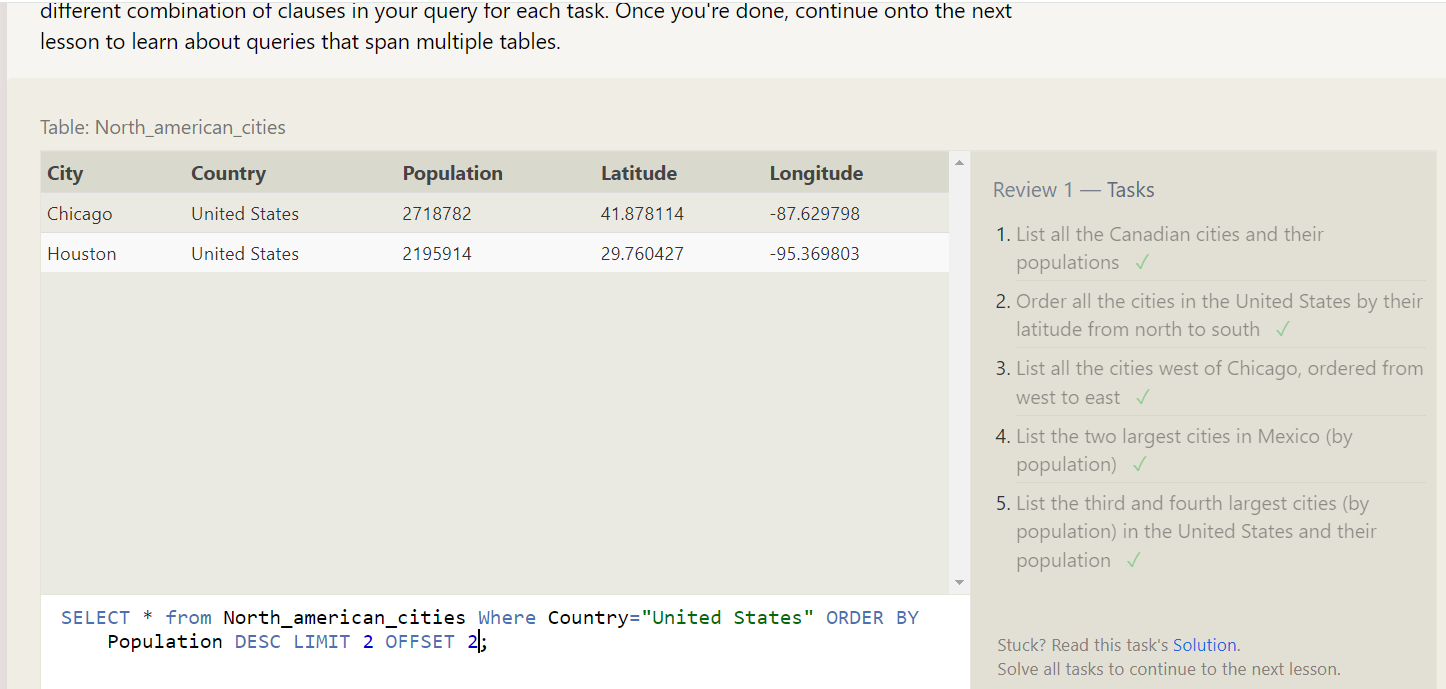 different combination of clauses in your query for each task. Once you're done, continue onto the next
lesson to learn about queries that span multiple tables.
Table: North_american_cities
City Country Population Latitude Longitude
Chicago United States 2718782 41.878114 -87.629798
Houston United States 2195914 29.760427 -95.369803
SELECT * from North_american_cities Where Country="United States" ORDER BY
Population DESC LIMIT 2 OFFSET 2;
Review 1 — Tasks
1. List all the Canadian cities and their
populations ✓
2. Order all the cities in the United States by their
latitude from north to south ✓
3. List all the cities west of Chicago, ordered from
west to east ✓
4. List the two largest cities in Mexico (by
population) ✓
5. List the third and fourth largest cities (by
population) in the United States and their
population ✓
Stuck? Read this task's Solution.
Solve all tasks to continue to the next lesson.